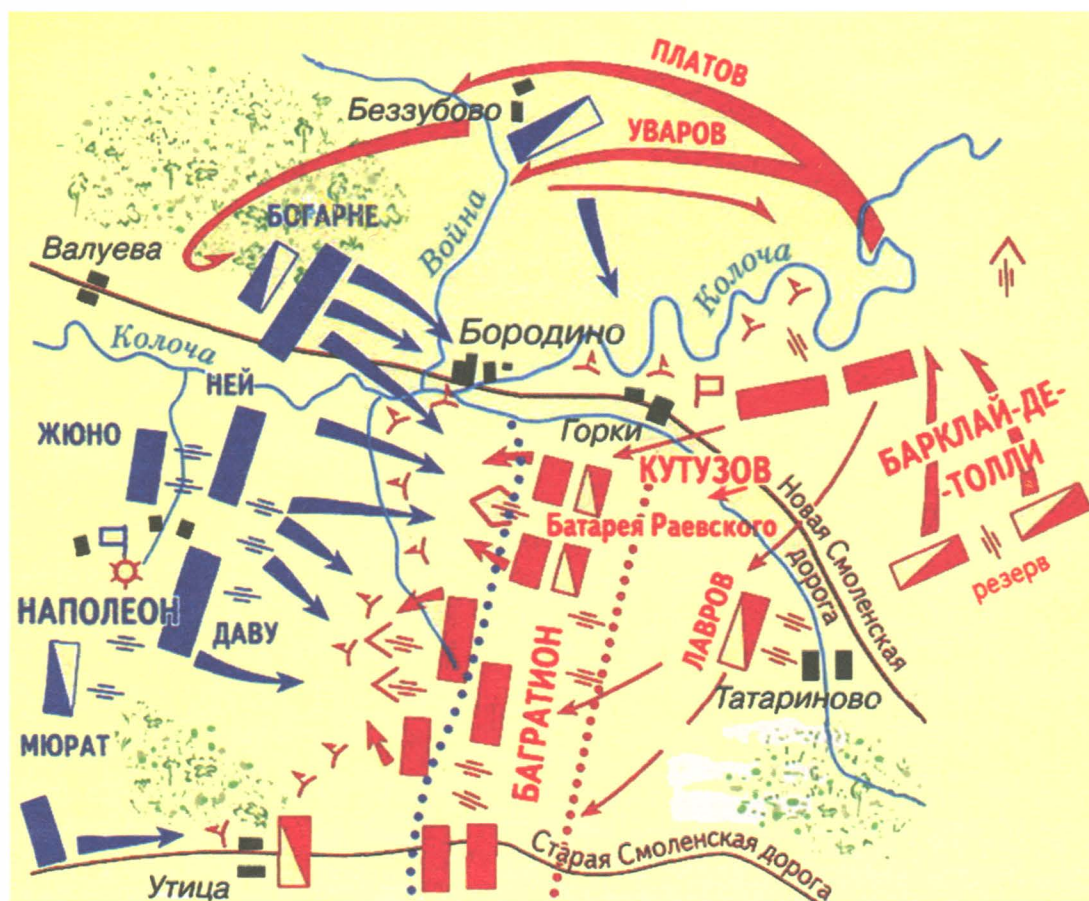 ПЛАТОВ
Беззубово
УВАРОВ
БОГАРНЕ
Война
Валуева
Колоча
Колоча
Бородино
НЕЙ
ЖЮНО
Горки
КУТУЗОВ
БАРКЛАЙ-ДЕ-
-ТОЛЛИ
Батарея Раевского
Новая Смоленская
дорога
резерв
НАПОЛЕОН
ДАВУ
ЛАВРОВ
БАГРАТИОН
Татариново
МЮРАТ
Утица
Старая Смоленская дорога